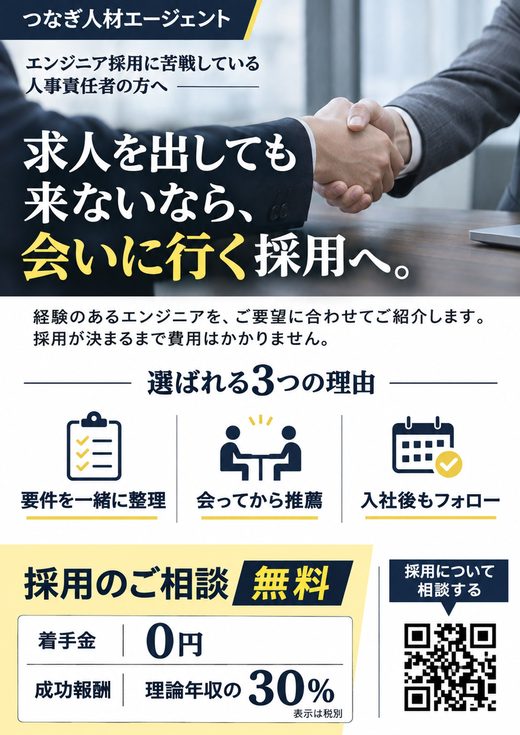 つなぎ人材エージェント
エンジニア採用に苦戦している
人事責任者の方へ
求人を出しても
来ないなら、
会いに行く採用へ。
経験のあるエンジニアを、ご要望に合わせてご紹介します。
採用が決まるまで費用はかかりません。
選ばれる3つの理由
要件を一緒に整理
会ってから推薦
入社後もフォロー
採用のご相談 無料
着手金 0円
成功報酬 理論年収の30%
表示は税別
採用について
相談する